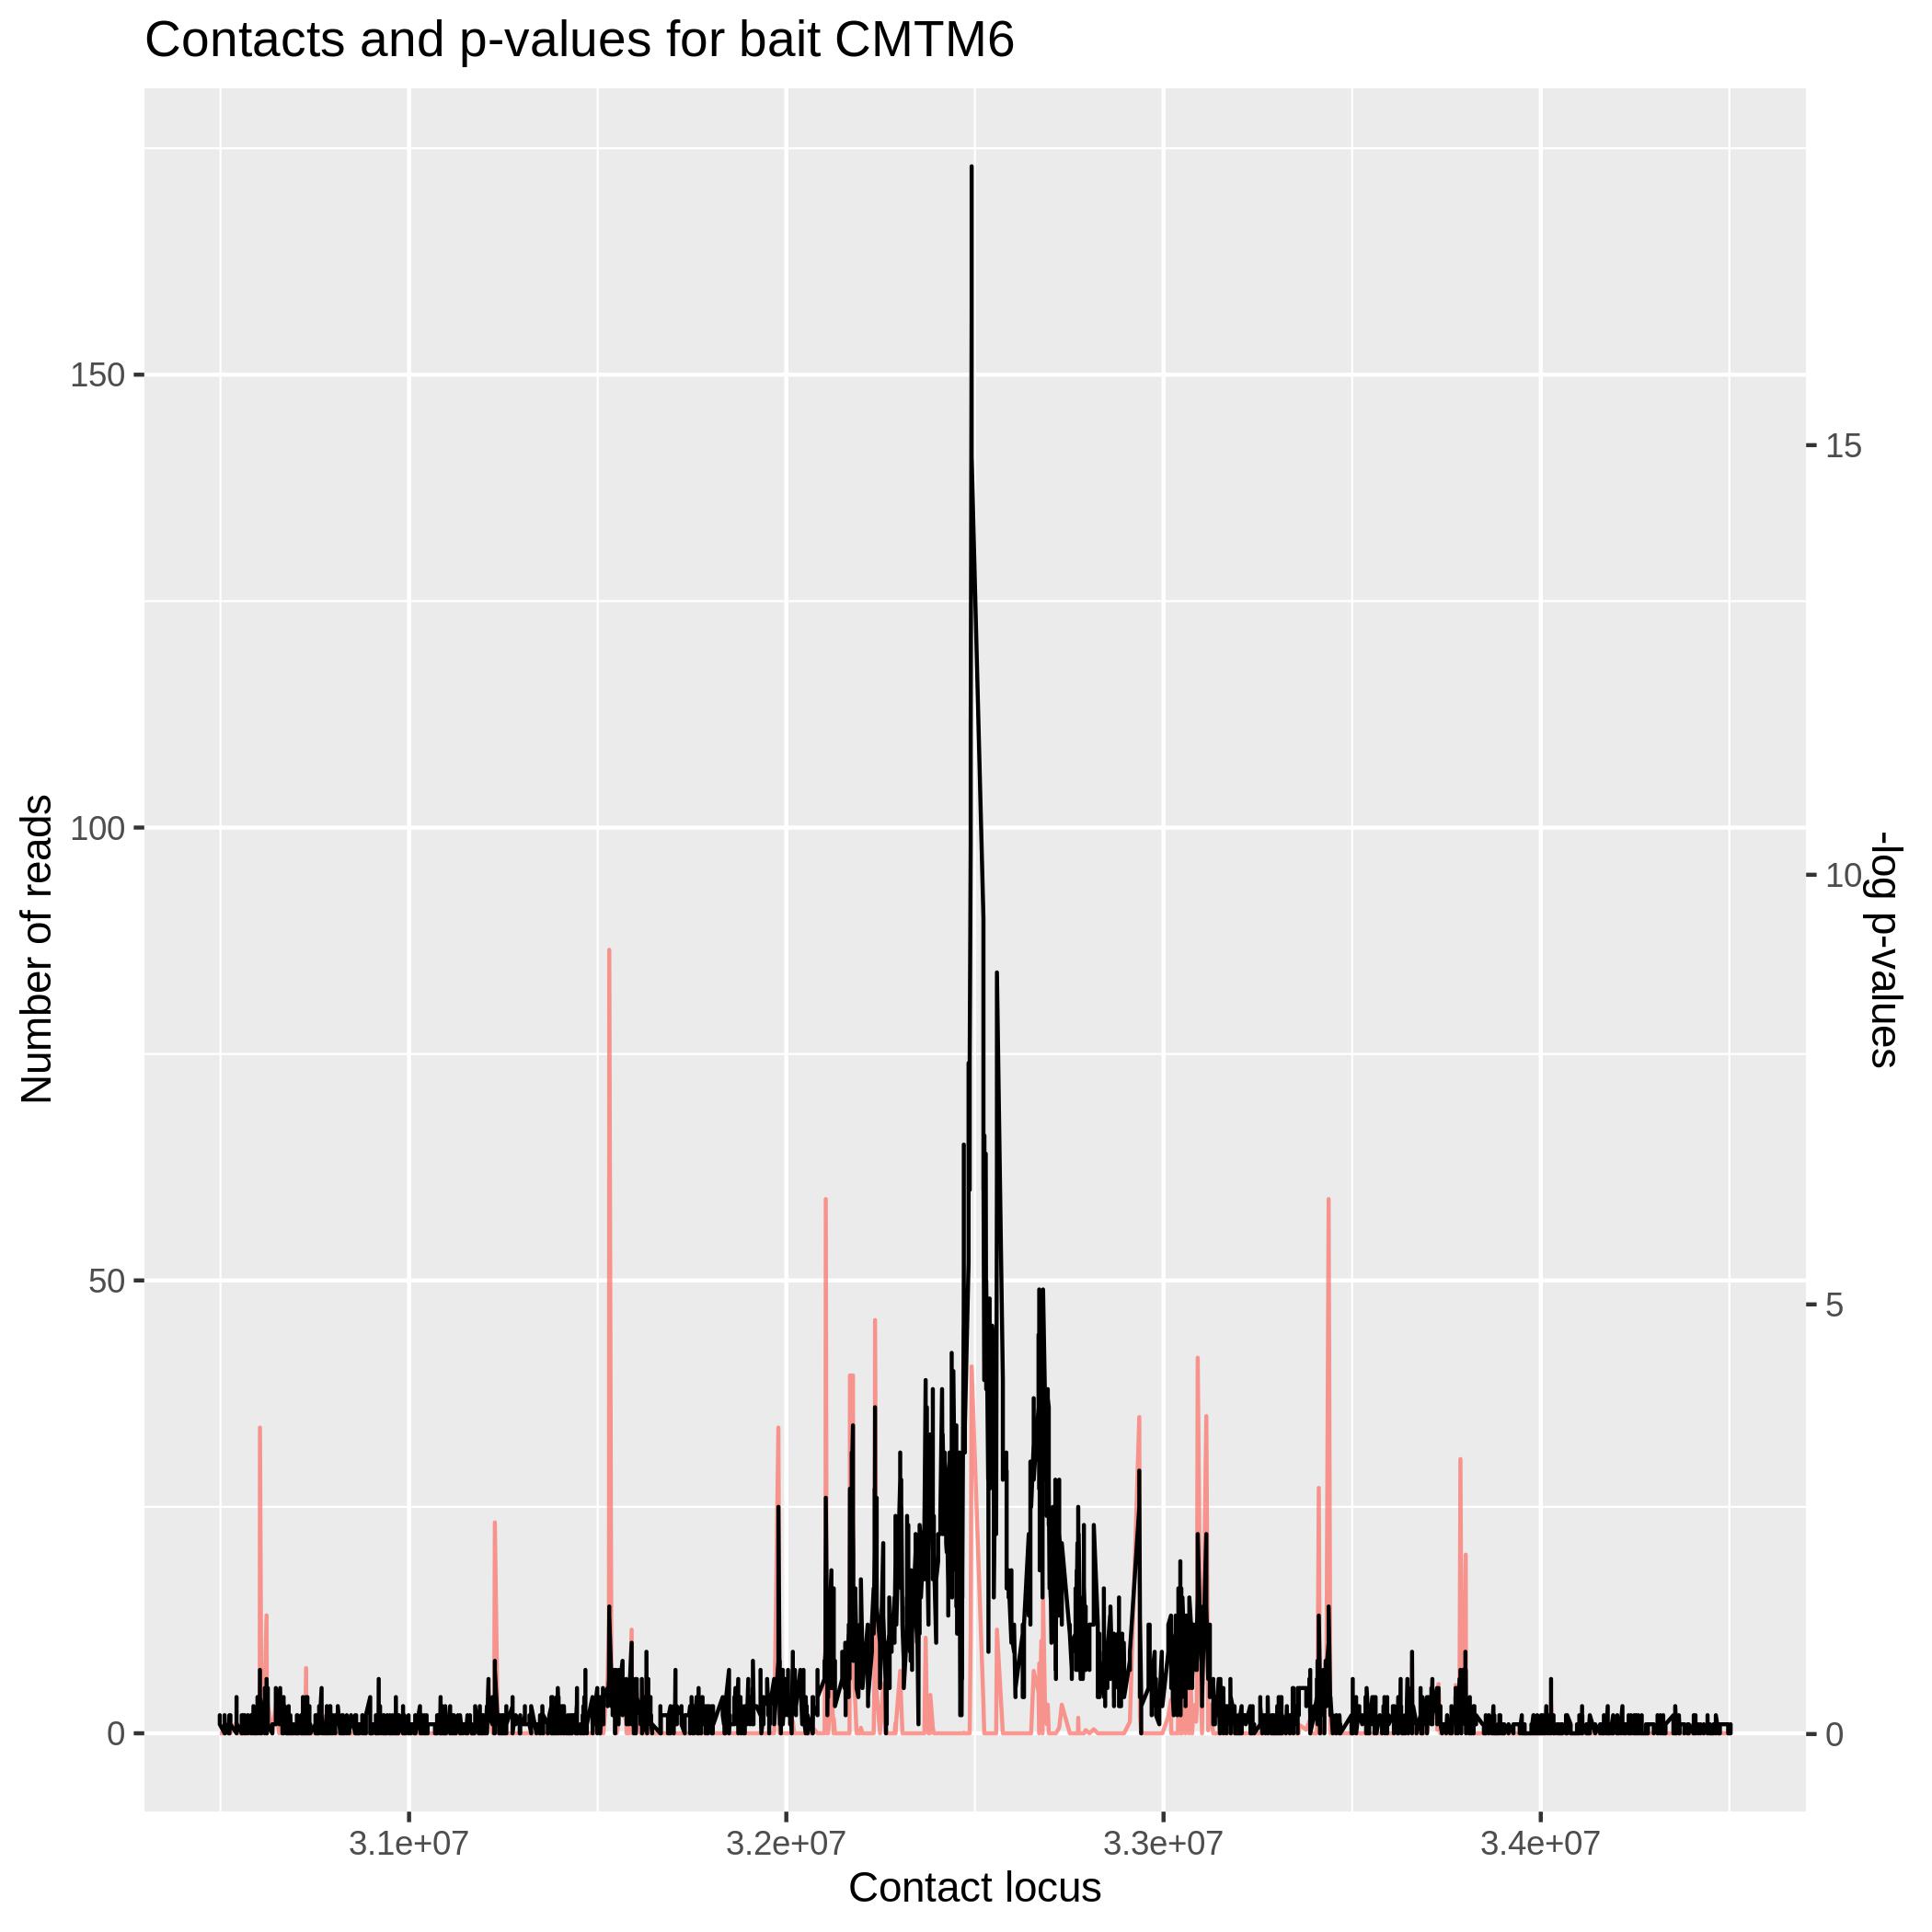 Contacts and p-values for bait CMTM6
Number of reads
150
100
50
0
15
10
5
0
-log p-values
3.1e+07 3.2e+07 3.3e+07 3.4e+07
Contact locus